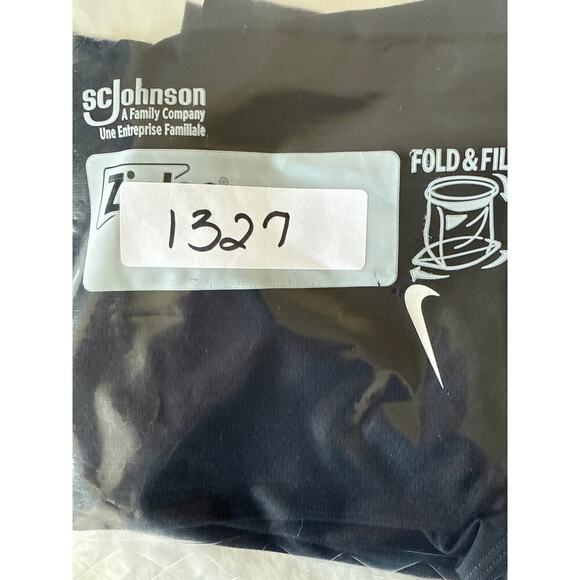 scJohnson
A Family Company
Une Entreprise Familiale
FOLD & FIL
1327